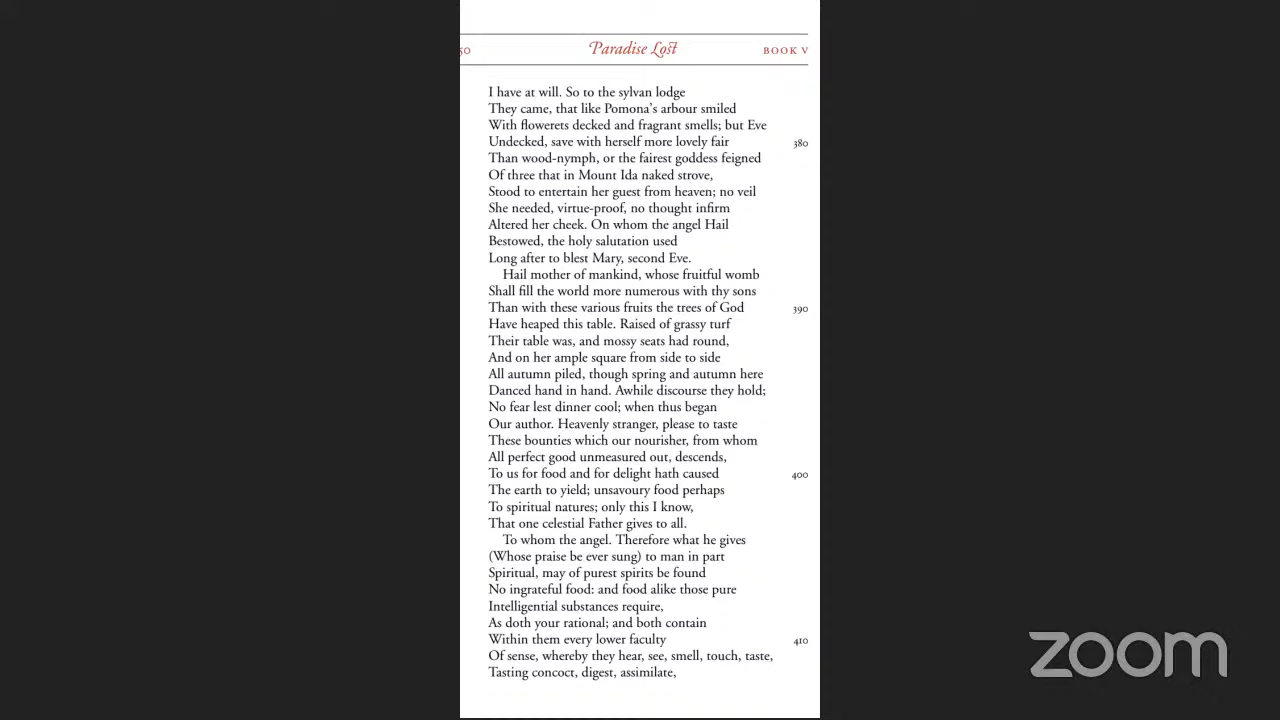 50 Paradise Lost BOOK V
I have at will. So to the sylvan lodge
They came, that like Pomona's arbour smiled
With flowerets decked and fragrant smells; but Eve
Undecked, save with herself more lovely fair 380
Than wood-nymph, or the fairest goddess feigned
Of three that in Mount Ida naked strove,
Stood to entertain her guest from heaven; no veil
She needed, virtue-proof, no thought infirm
Altered her cheek. On whom the angel Hail
Bestowed, the holy salutation used
Long after to blest Mary, second Eve.
Hail mother of mankind, whose fruitful womb
Shall fill the world more numerous with thy sons
Than with these various fruits the trees of God 390
Have heaped this table. Raised of grassy turf
Their table was, and mossy seats had round,
And on her ample square from side to side
All autumn piled, though spring and autumn here
Danced hand in hand. Awhile discourse they hold;
No fear lest dinner cool; when thus began
Our author. Heavenly stranger, please to taste
These bounties which our nourisher, from whom
All perfect good unmeasured out, descends,
To us for food and for delight hath caused 400
The earth to yield; unsavoury food perhaps
To spiritual natures; only this I know,
That one celestial Father gives to all.
To whom the angel. Therefore what he gives
(Whose praise be ever sung) to man in part
Spiritual, may of purest spirits be found
No ingrateful food: and food alike those pure
Intelligential substances require,
As doth your rational; and both contain
Within them every lower faculty 410
Of sense, whereby they hear, see, smell, touch, taste,
Tasting concoct, digest, assimilate,
zoom